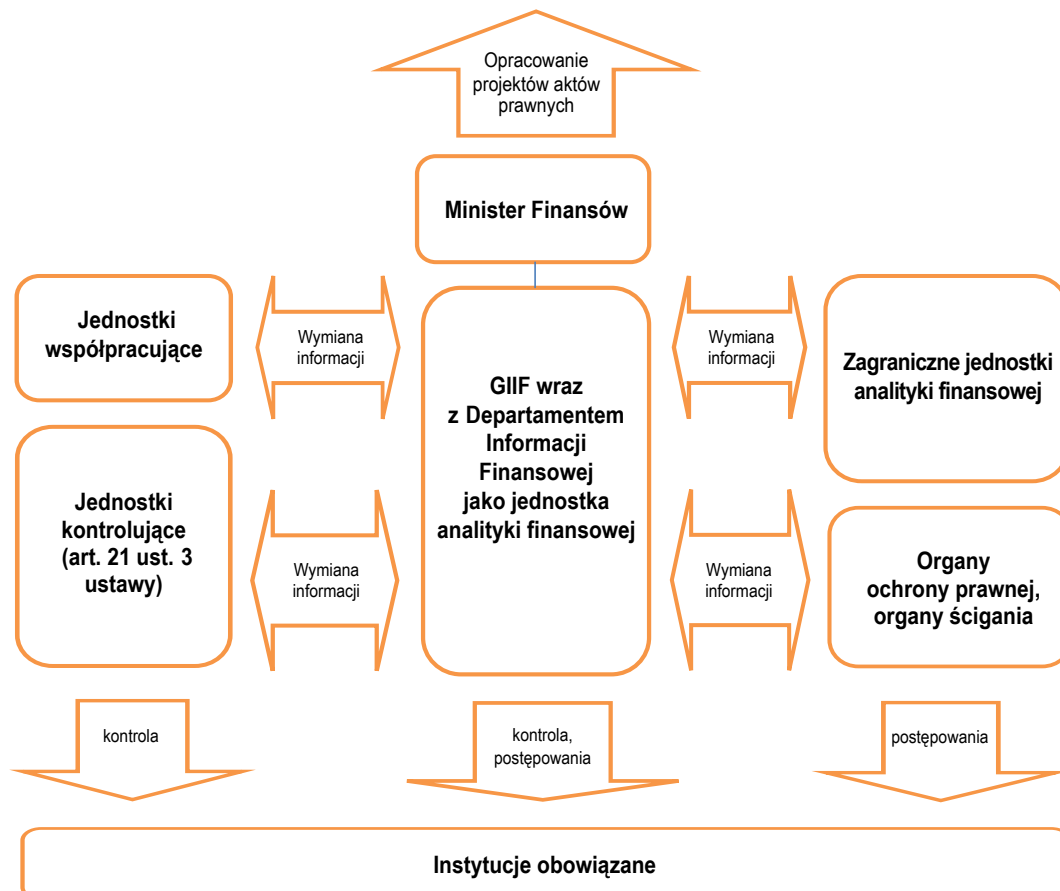 Opracowanie
projektów aktów
prawnych
Minister Finansów
Jednostki
współpracujące
Wymiana
informacji
GIIF wraz
z Departamentem
Informacji
Finansowej
jako jednostka
analityki finansowej
Wymiana
informacji
Zagraniczne jednostki
analityki finansowej
Jednostki
kontrolujące
(art. 21 ust. 3
ustawy)
Wymiana
informacji
Wymiana
informacji
Organy
ochrony prawnej,
organy ścigania
kontrola
kontrola,
postępowania
postępowania
Instytucje obowiązane